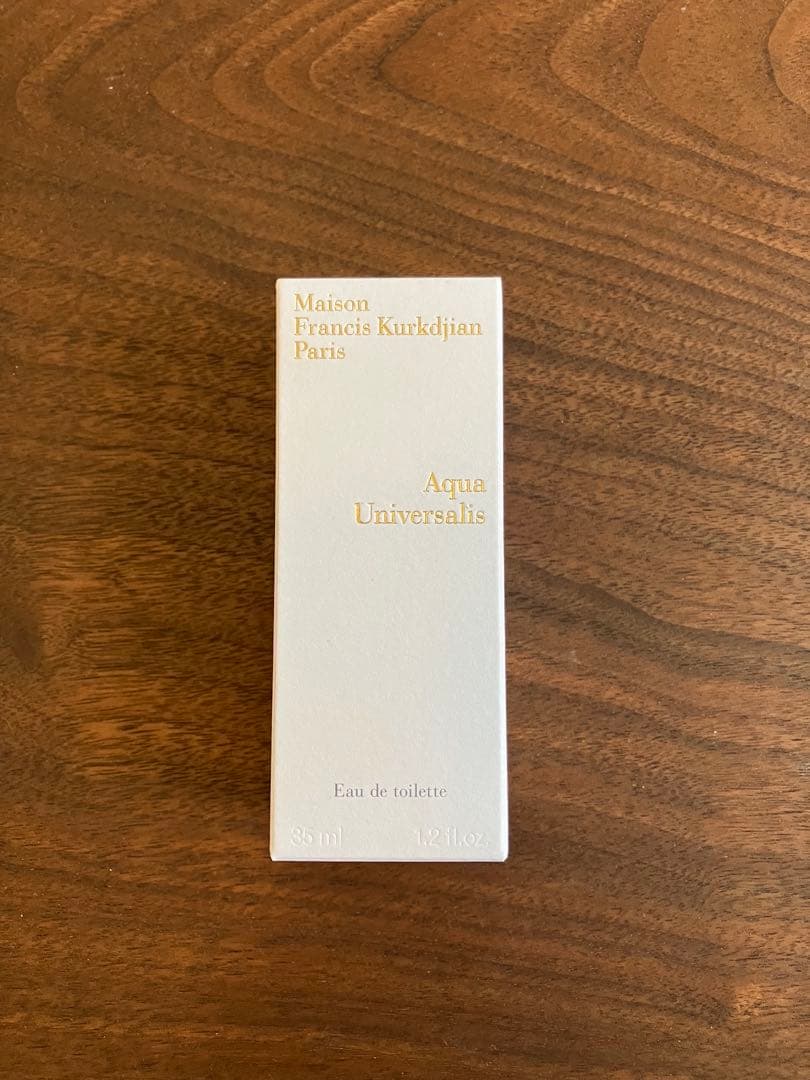 Maison
Francis Kurkdjian
Paris
Aqua
Universalis
Eau de toilette
35 ml 1.2 fl.oz.